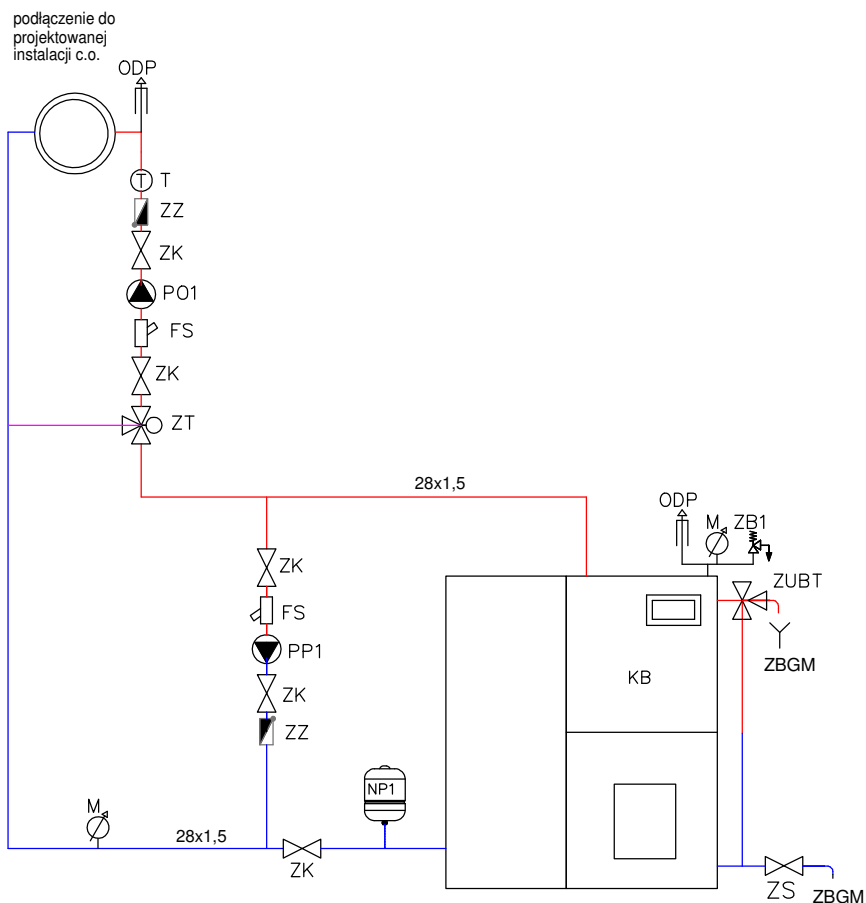 podłączenie do
projektowanej
instalacji c.o.
ODP
T T
ZZ
ZK
PO1
FS
ZK
ZT
28x1,5
ODP
M
ZB1
ZK
ZUBT
FS
PP1
ZBGM
KB
ZK
ZZ
NP1
M
28x1,5
ZK
ZS
ZBGM